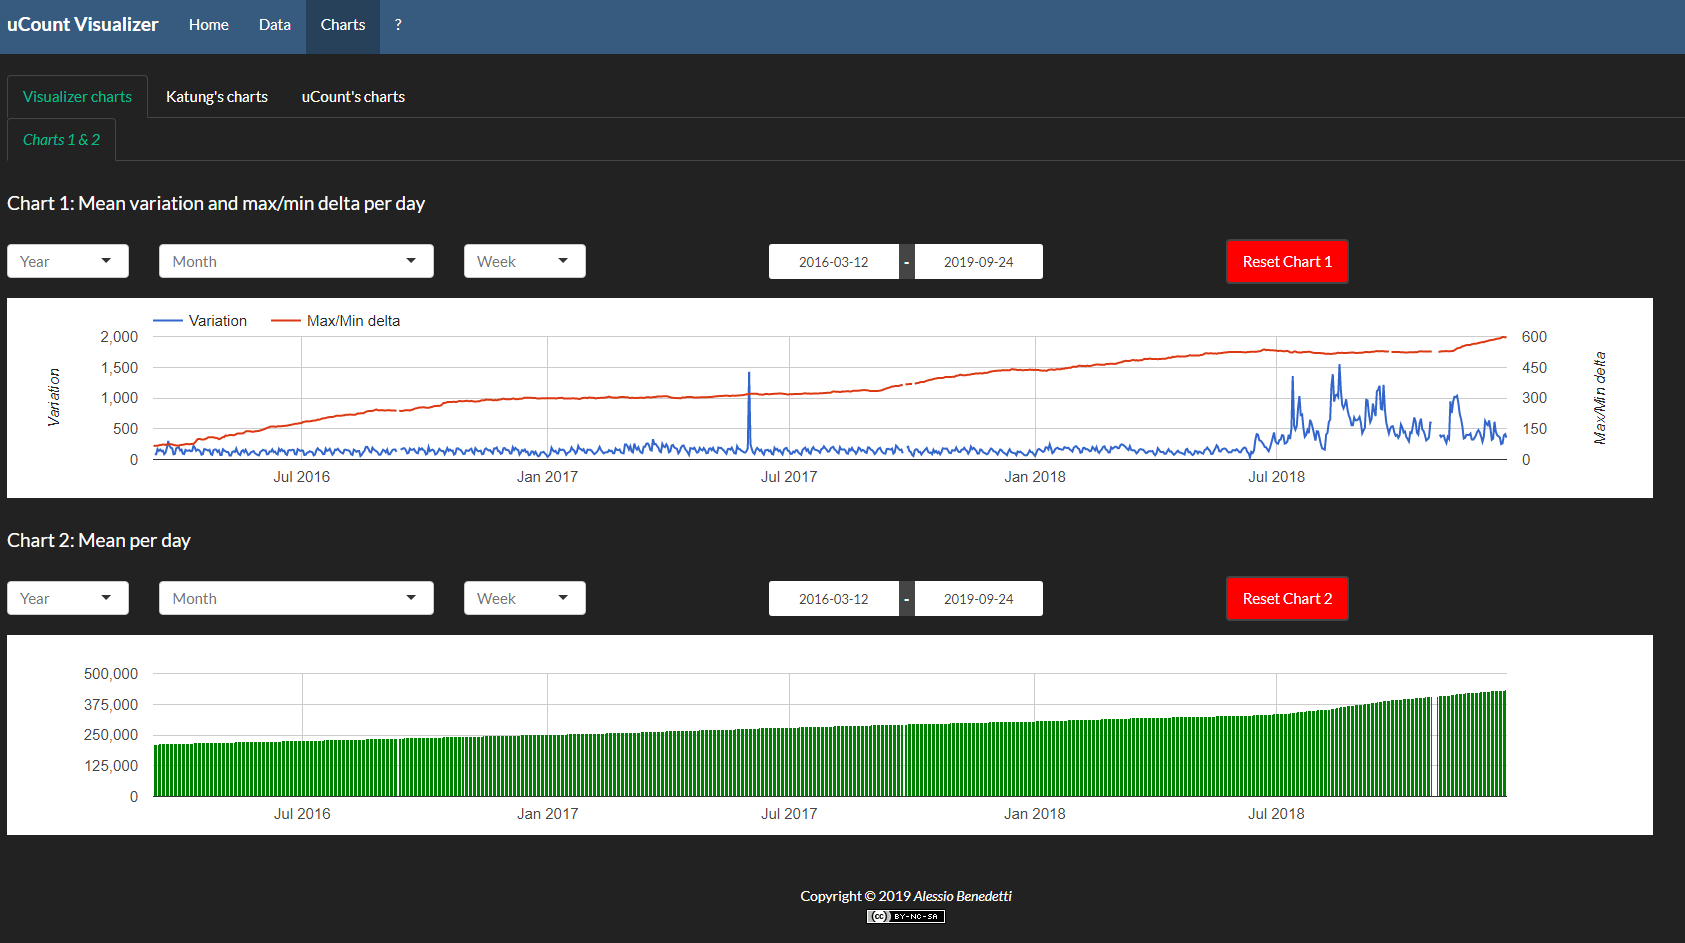 uCount Visualizer Home Data Charts ?
Visualizer charts Katung's charts uCount's charts
Charts 1 & 2
Chart 1: Mean variation and max/min delta per day
Year Month Week 2016-03-12 - 2019-09-24 Reset Chart 1
Variation Max/Min delta
2,000 600
1,500 450
1,000 300
500 150
0 0
Variation
Max/Min delta
Jul 2016 Jan 2017 Jul 2017 Jan 2018 Jul 2018
Chart 2: Mean per day
Year Month Week 2016-03-12 - 2019-09-24 Reset Chart 2
500,000
375,000
250,000
125,000
0
Jul 2016 Jan 2017 Jul 2017 Jan 2018 Jul 2018
Copyright © 2019 Alessio Benedetti
cc BY-NC-SA